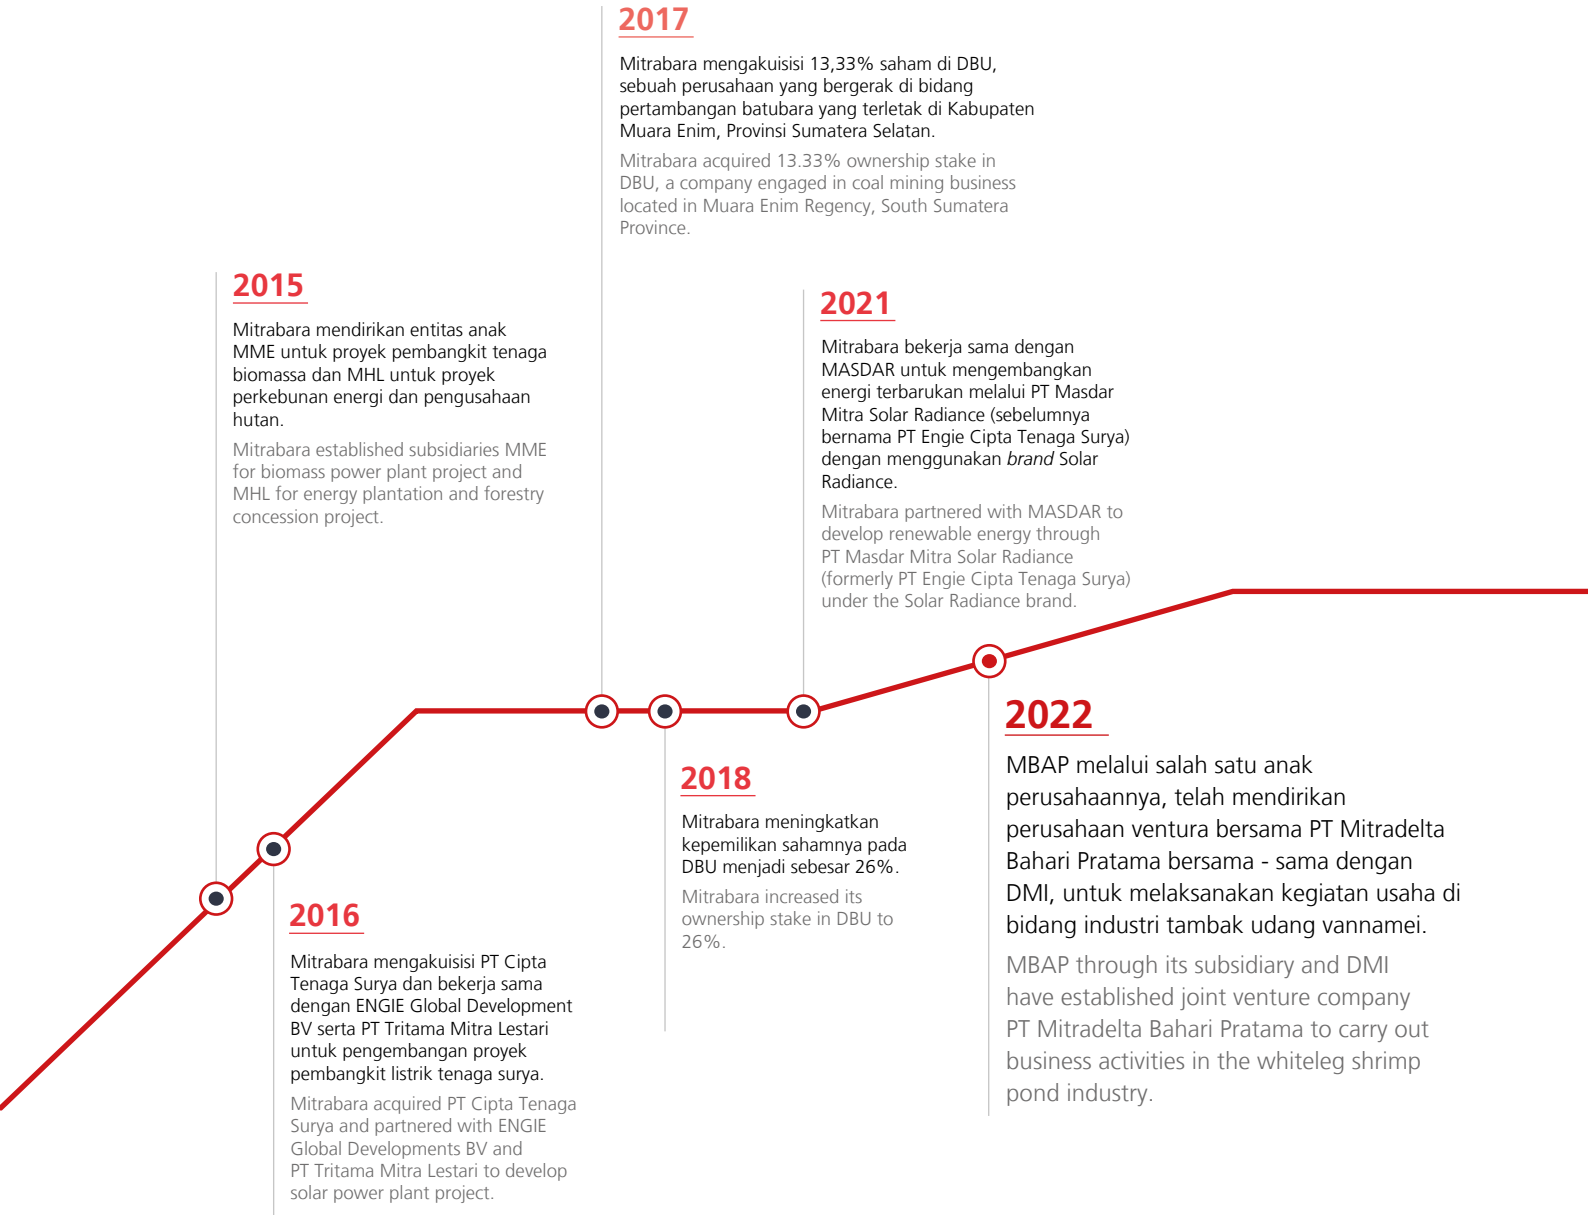 2017
Mitrabara mengakuisisi 13,33% saham di DBU,
sebuah perusahaan yang bergerak di bidang
pertambangan batubara yang terletak di Kabupaten
Muara Enim, Provinsi Sumatera Selatan.
Mitrabara acquired 13.33% ownership stake in
DBU, a company engaged in coal mining business
located in Muara Enim Regency, South Sumatera
Province.
2015
Mitrabara mendirikan entitas anak
MME untuk proyek pembangkit tenaga
biomassa dan MHL untuk proyek
perkebunan energi dan pengusahaan
hutan.
Mitrabara established subsidiaries MME
for biomass power plant project and
MHL for energy plantation and forestry
concession project.
2021
Mitrabara bekerja sama dengan
MASDAR untuk mengembangkan
energi terbarukan melalui PT Masdar
Mitra Solar Radiance (sebelumnya
bernama PT Engie Cipta Tenaga Surya)
dengan menggunakan brand Solar
Radiance.
Mitrabara partnered with MASDAR to
develop renewable energy through
PT Masdar Mitra Solar Radiance
(formerly PT Engie Cipta Tenaga Surya)
under the Solar Radiance brand.
2016
Mitrabara mengakuisisi PT Cipta
Tenaga Surya dan bekerja sama
dengan ENGIE Global Development
BV serta PT Tritama Mitra Lestari
untuk pengembangan proyek
pembangkit listrik tenaga surya.
Mitrabara acquired PT Cipta Tenaga
Surya and partnered with ENGIE
Global Developments BV and
PT Tritama Mitra Lestari to develop
solar power plant project.
2018
Mitrabara meningkatkan
kepemilikan sahamnya pada
DBU menjadi sebesar 26%.
Mitrabara increased its
ownership stake in DBU to
26%.
2022
MBAP melalui salah satu anak
perusahaannya, telah mendirikan
perusahaan ventura bersama PT Mitradelta
Bahari Pratama bersama - sama dengan
DMI, untuk melaksanakan kegiatan usaha di
bidang industri tambak udang vannamei.
MBAP through its subsidiary and DMI
have established joint venture company
PT Mitradelta Bahari Pratama to carry out
business activities in the whiteleg shrimp
pond industry.